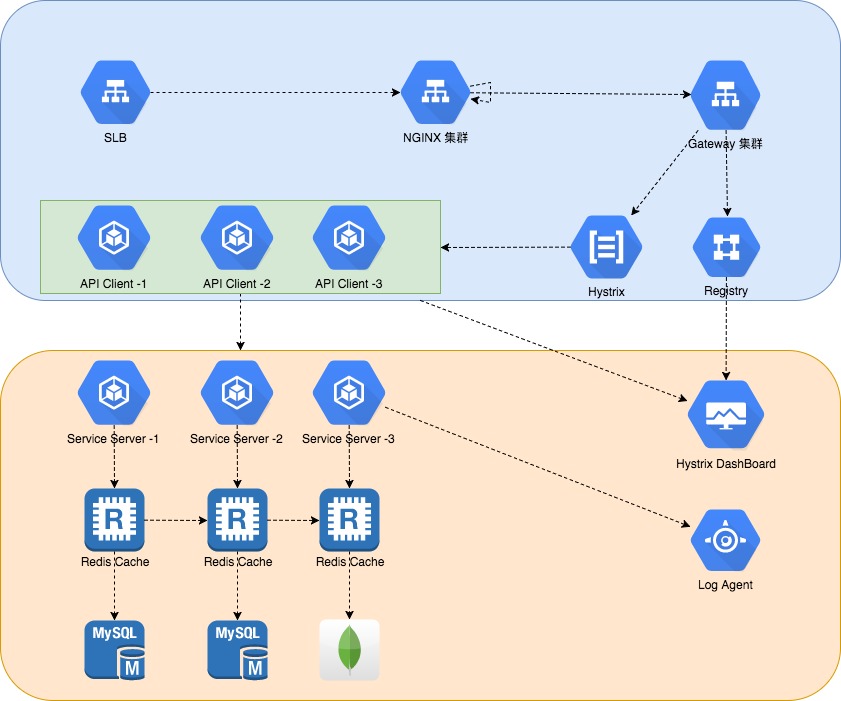 SLB
NGINX 集群
Gateway 集群
API Client -1
API Client -2
API Client -3
Hystrix
Registry
Service Server -1
Service Server -2
Service Server -3
Hystrix DashBoard
R
R
R
Redis Cache
Redis Cache
Redis Cache
Log Agent
MySQL
M
MySQL
M